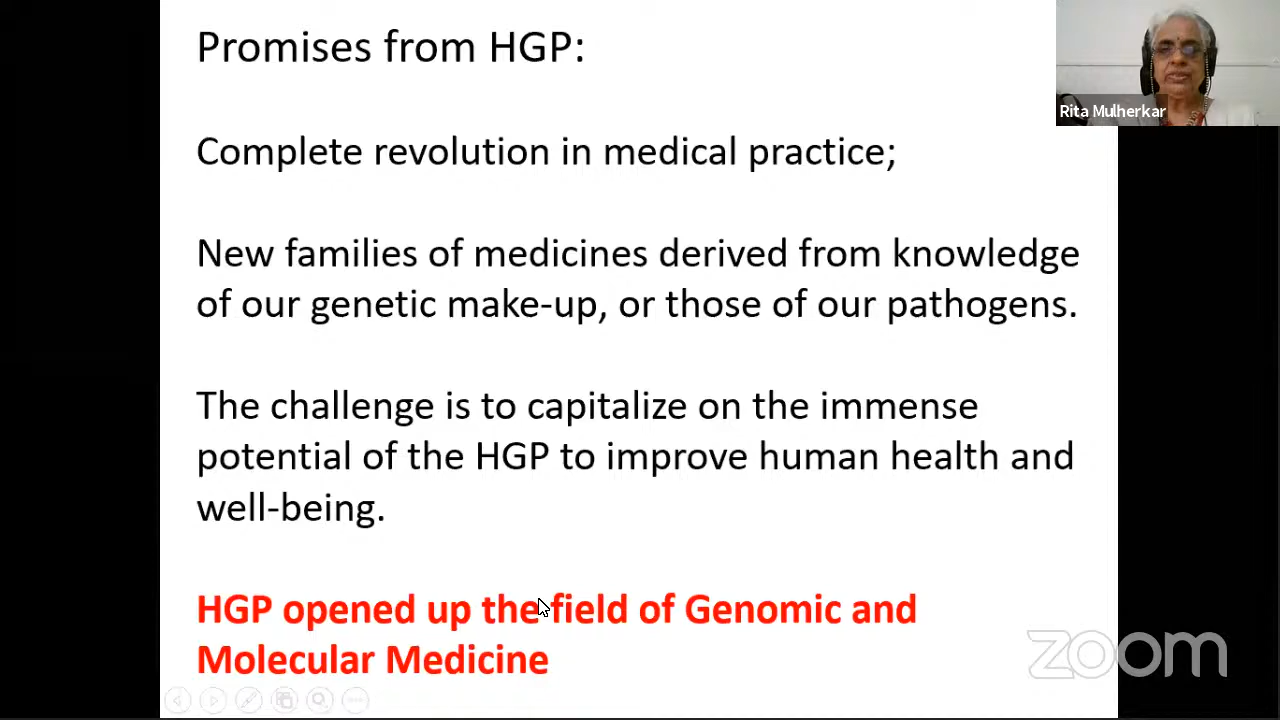 Promises from HGP:
Rita Mulherkar
Complete revolution in medical practice;
New families of medicines derived from knowledge
of our genetic make-up, or those of our pathogens.
The challenge is to capitalize on the immense
potential of the HGP to improve human health and
well-being.
HGP opened up the field of Genomic and
Molecular Medicine
zoom